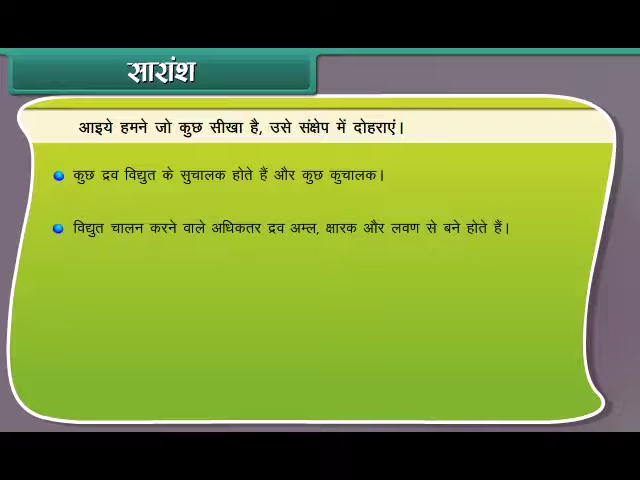 सारांश
आइये हमने जो कुछ सीखा है, उसे संक्षेप में दोहराएं।
कुछ द्रव विद्युत के सुचालक होते हैं और कुछ कुचालक।
विद्युत चालन करने वाले अधिकतर द्रव अम्ल, क्षारक और लवण से बने होते हैं।